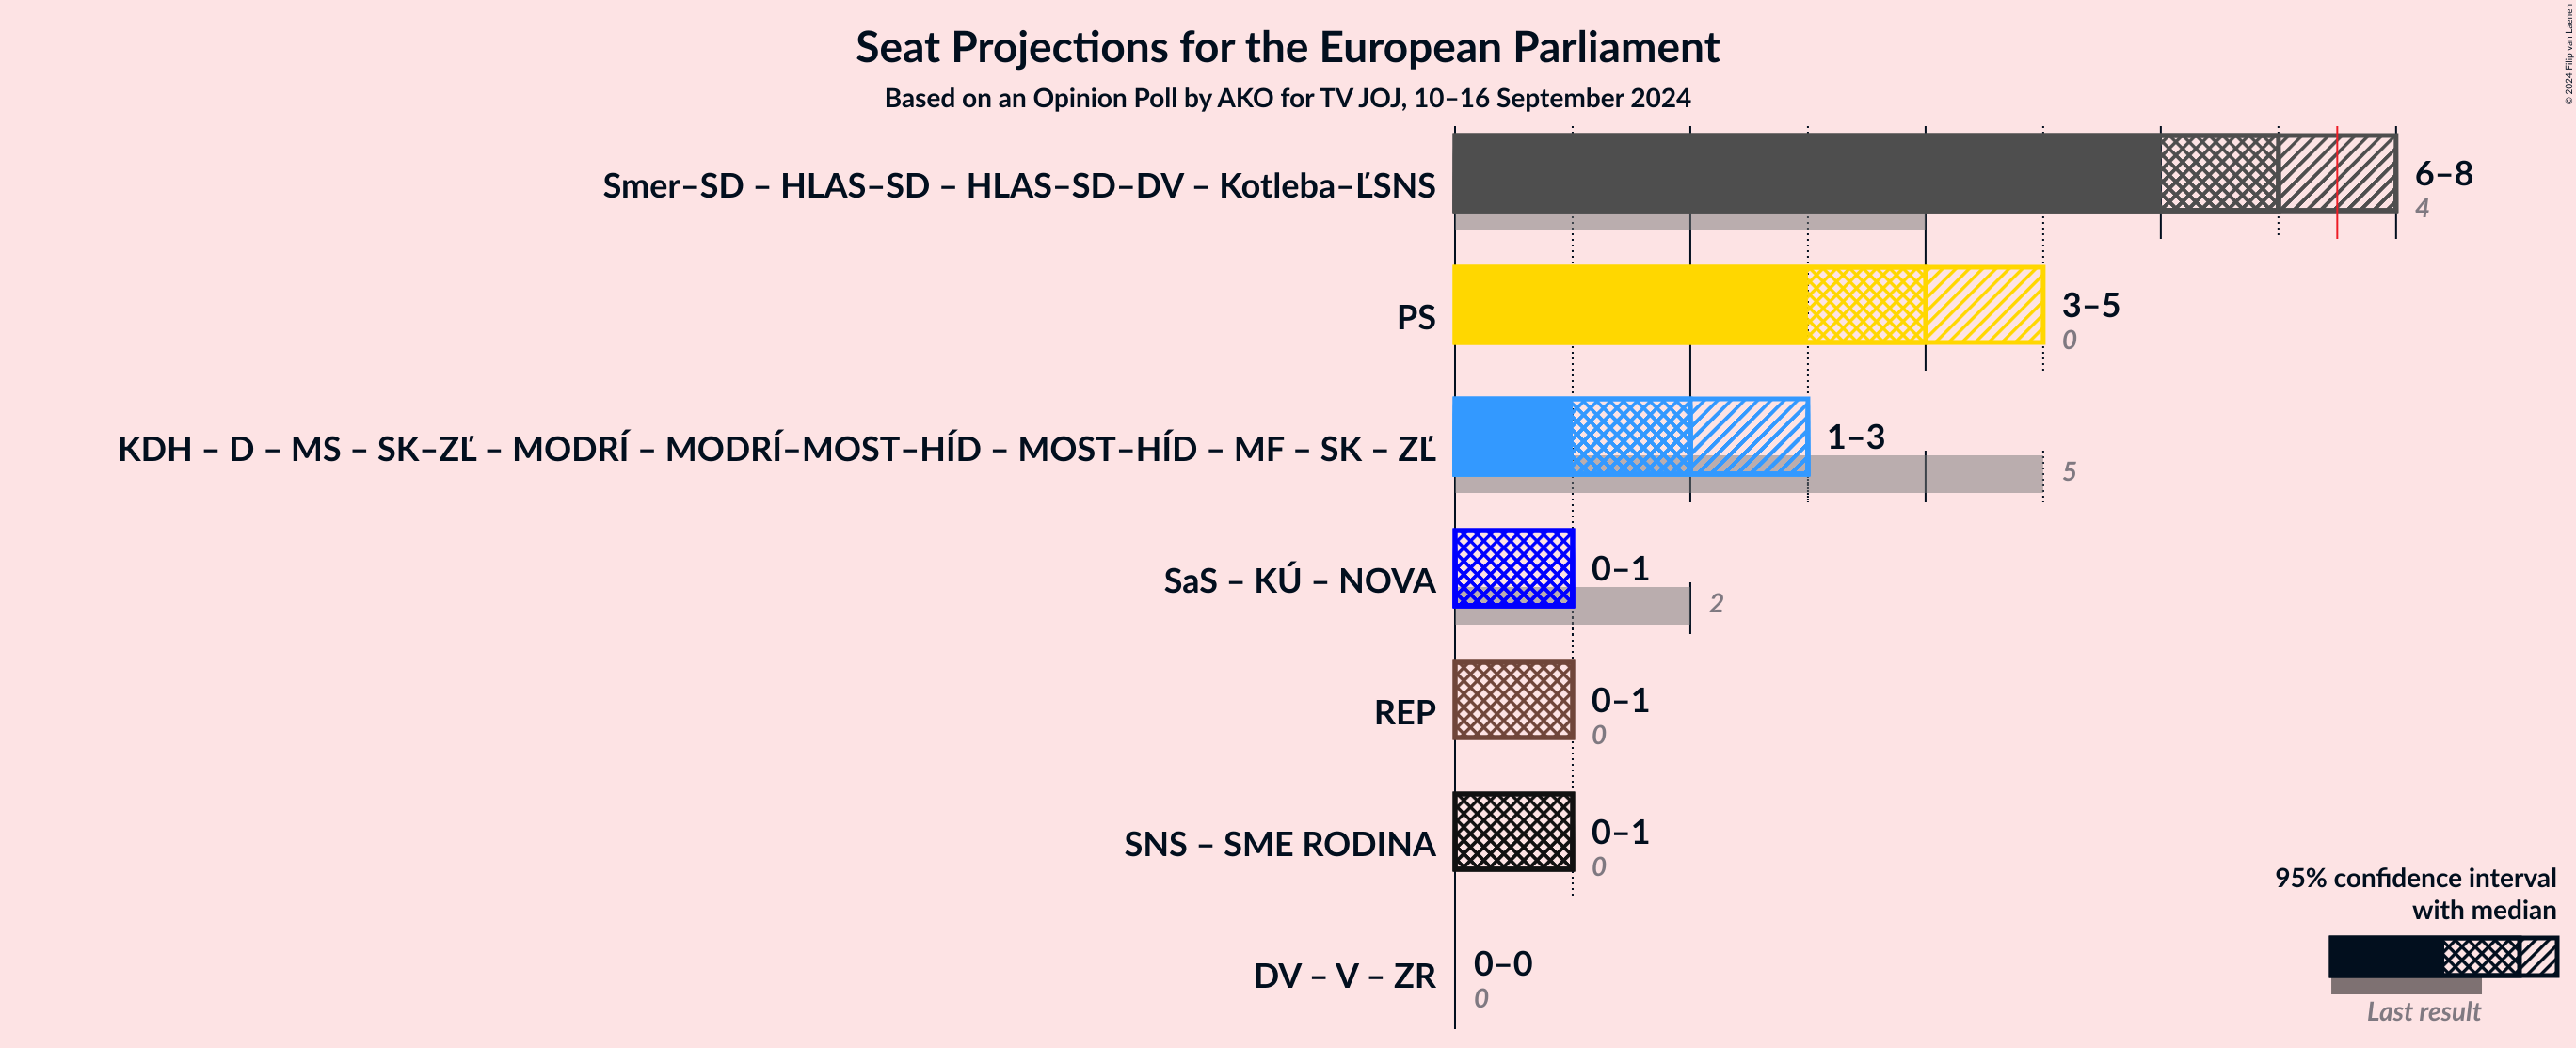 Seat Projections for the European Parliament
Based on an Opinion Poll by AKO for TV JOJ, 10–16 September 2024
© 2024 Filip van Laenen
Smer–SD – HLAS–SD – HLAS–SD–DV – Kotleba–ĽSNS
6–8
4
PS
3–5
0
KDH – D – MS – SK–ZĽ – MODRÍ – MODRÍ–MOST–HÍD – MOST–HÍD – MF – SK – ZĽ
1–3
5
SaS – KÚ – NOVA
0–1
2
REP
0–1
0
SNS – SME RODINA
0–1
0
DV – V – ZR
0–0
0
95% confidence interval
with median
Last result